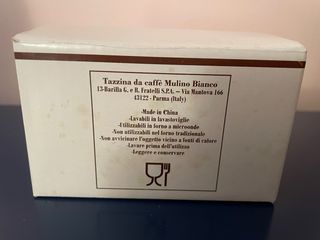 Tazzina da caffè Mulino Bianco
13-Barilla G. e R. Fratelli S.P.A. – Via Mantova 166
43122 - Parma (Italy)
-Made in China
-Lavabili in lavastoviglie
-Utilizzabili in forno a microonde
-Non utilizzabili nel forno tradizionale
-Non avvicinare l'oggetto vicino a fonti di calore
-Lavare prima dell'utilizzo
-Leggere e conservare